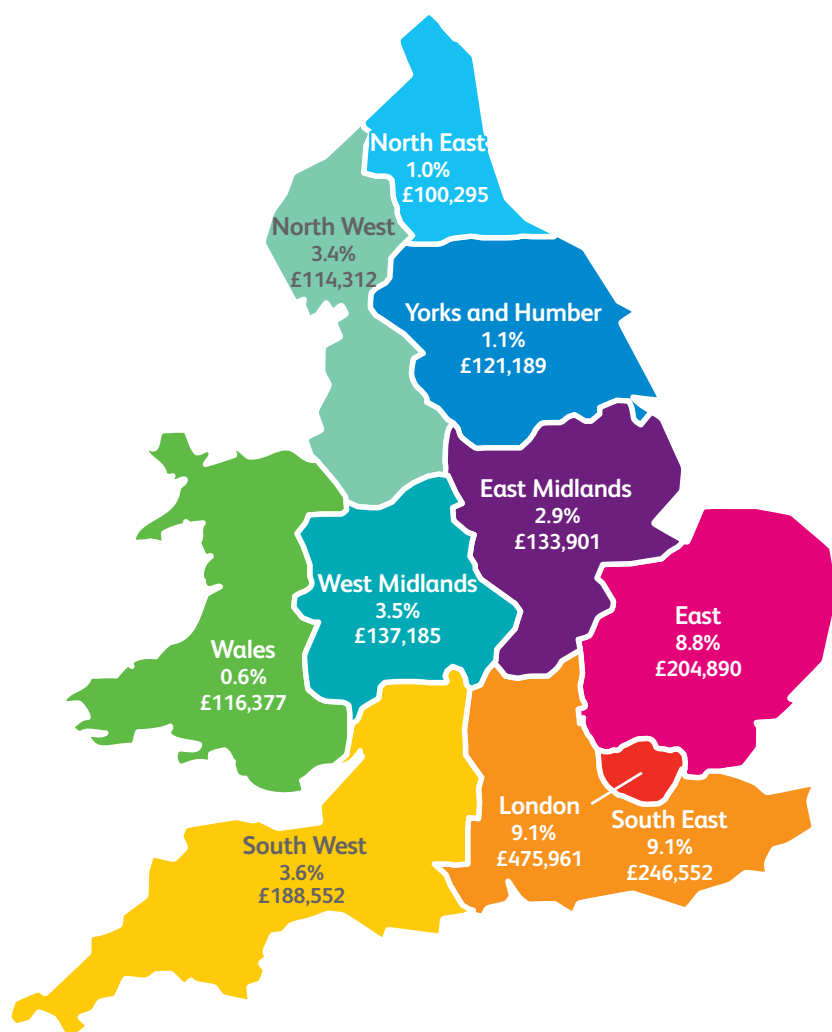 North East
1.0%
£100,295
North West
3.4%
£114,312
Yorks and Humber
1.1%
£121,189
East Midlands
2.9%
£133,901
West Midlands
3.5%
£137,185
East
8.8%
£204,890
Wales
0.6%
£116,377
London
9.1%
£475,961
South East
9.1%
£246,552
South West
3.6%
£188,552